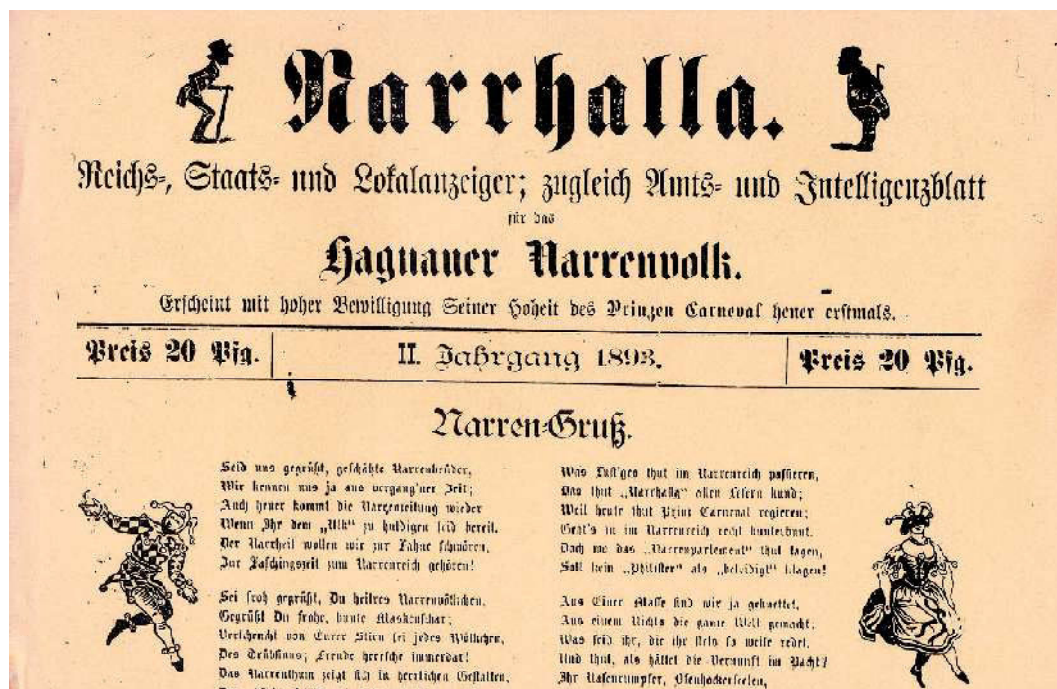 Narrhalla.
Reichs-, Staats- und Lokalanzeiger; zugleich Amts- und Intelligenzblatt
für das
Hagnauer Narrenvolk.
Erscheint mit hoher Bewilligung Seiner Hoheit des Prinzen Carneval heuer erstmals.
Preis 20 Pfg.
II. Jahrgang 1893.
Preis 20 Pfg.
Narren-Gruß.
Seid uns gegrüßt, geschätzte Narrenbrüder,
Wir kennen uns ja aus vergang'ner Zeit;
Auch heuer kommt die Narrenzeitung wieder
Wenn Ihr dem „Ulk“ zu huldigen seid bereit.
Der Narrheit wollen wir zur Fahne schwören,
Zur Faschingszeit zum Narrenreich gehören!
Sei froh gegrüßt, Du heitres Narrenvölkchen,
Gegrüßt Du frohe, bunte Maskenschar;
Verscheucht von Eurer Stirn sei jedes Wölkchen,
Des Trübsinns; Freude herrsche immerdar!
Das Narrenthum zeigt sich in herrlichen Gestalten,
Was Lust'ges thut im Narrenreich passieren,
Das thut „Narrhalla“ allen Lesern kund;
Weil heute thut Prinz Carneval regieren;
Geht's in im Narrenreich recht kunterbunt.
Doch wo das „Narrenparlement“ thut tagen,
Soll kein „Philister“ als „beleidigt“ klagen!
Aus Einer Masse sind wir ja geknettet,
Aus einem Nichts die ganze Welt gemacht;
Was seid ihr, die ihr stets so weise redet,
Und thut, als hättet die Vernunft im Pacht?
Ihr Nasenrümpfer, Ofenhockerseelen,